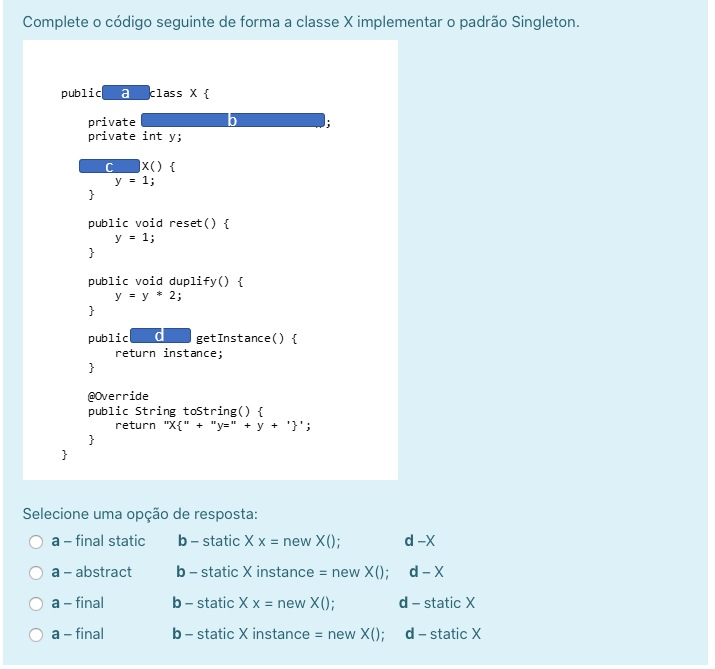 Complete o código seguinte de forma a classe X implementar o padrão Singleton.
public a class X {
private b ;
private int y;
c X() {
y = 1;
}
public void reset() {
y = 1;
}
public void duplify() {
y = y * 2;
}
public d getInstance() {
return instance;
}
@Override
public String toString() {
return "X{" + "y=" + y + '}';
}
}
Selecione uma opção de resposta:
a – final static b – static X x = new X(); d –X
a – abstract b – static X instance = new X(); d – X
a – final b – static X x = new X(); d – static X
a – final b – static X instance = new X(); d – static X